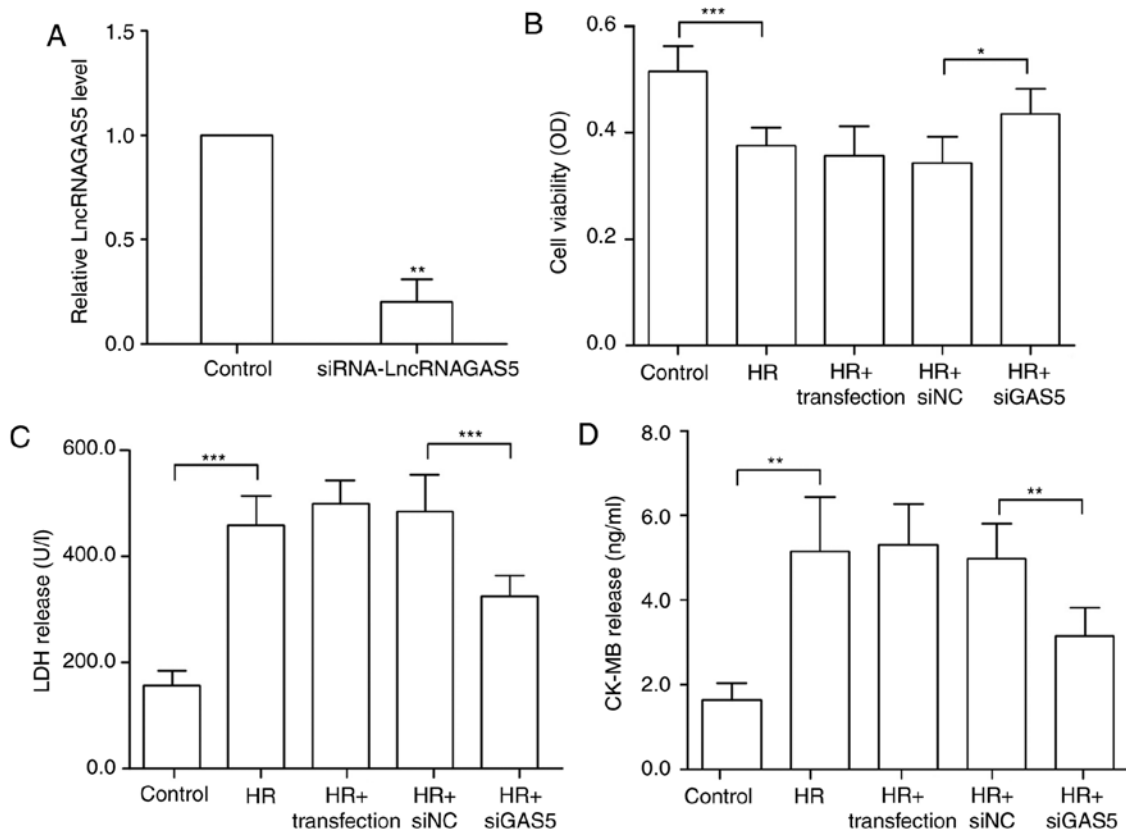 A
Relative LncRNAGAS5 level
1.5
1.0
0.5
0.0
**
Control siRNA-LncRNAGAS5
B
Cell viability (OD)
0.6
0.4
0.2
0.0
***
*
Control HR HR+ HR+ HR+
transfection siNC siGAS5
C
LDH release (U/l)
600.0
400.0
200.0
0.0
***
***
Control HR HR+ HR+ HR+
transfection siNC siGAS5
D
CK-MB release (ng/ml)
8.0
6.0
4.0
2.0
0.0
**
**
Control HR HR+ HR+ HR+
transfection siNC siGAS5